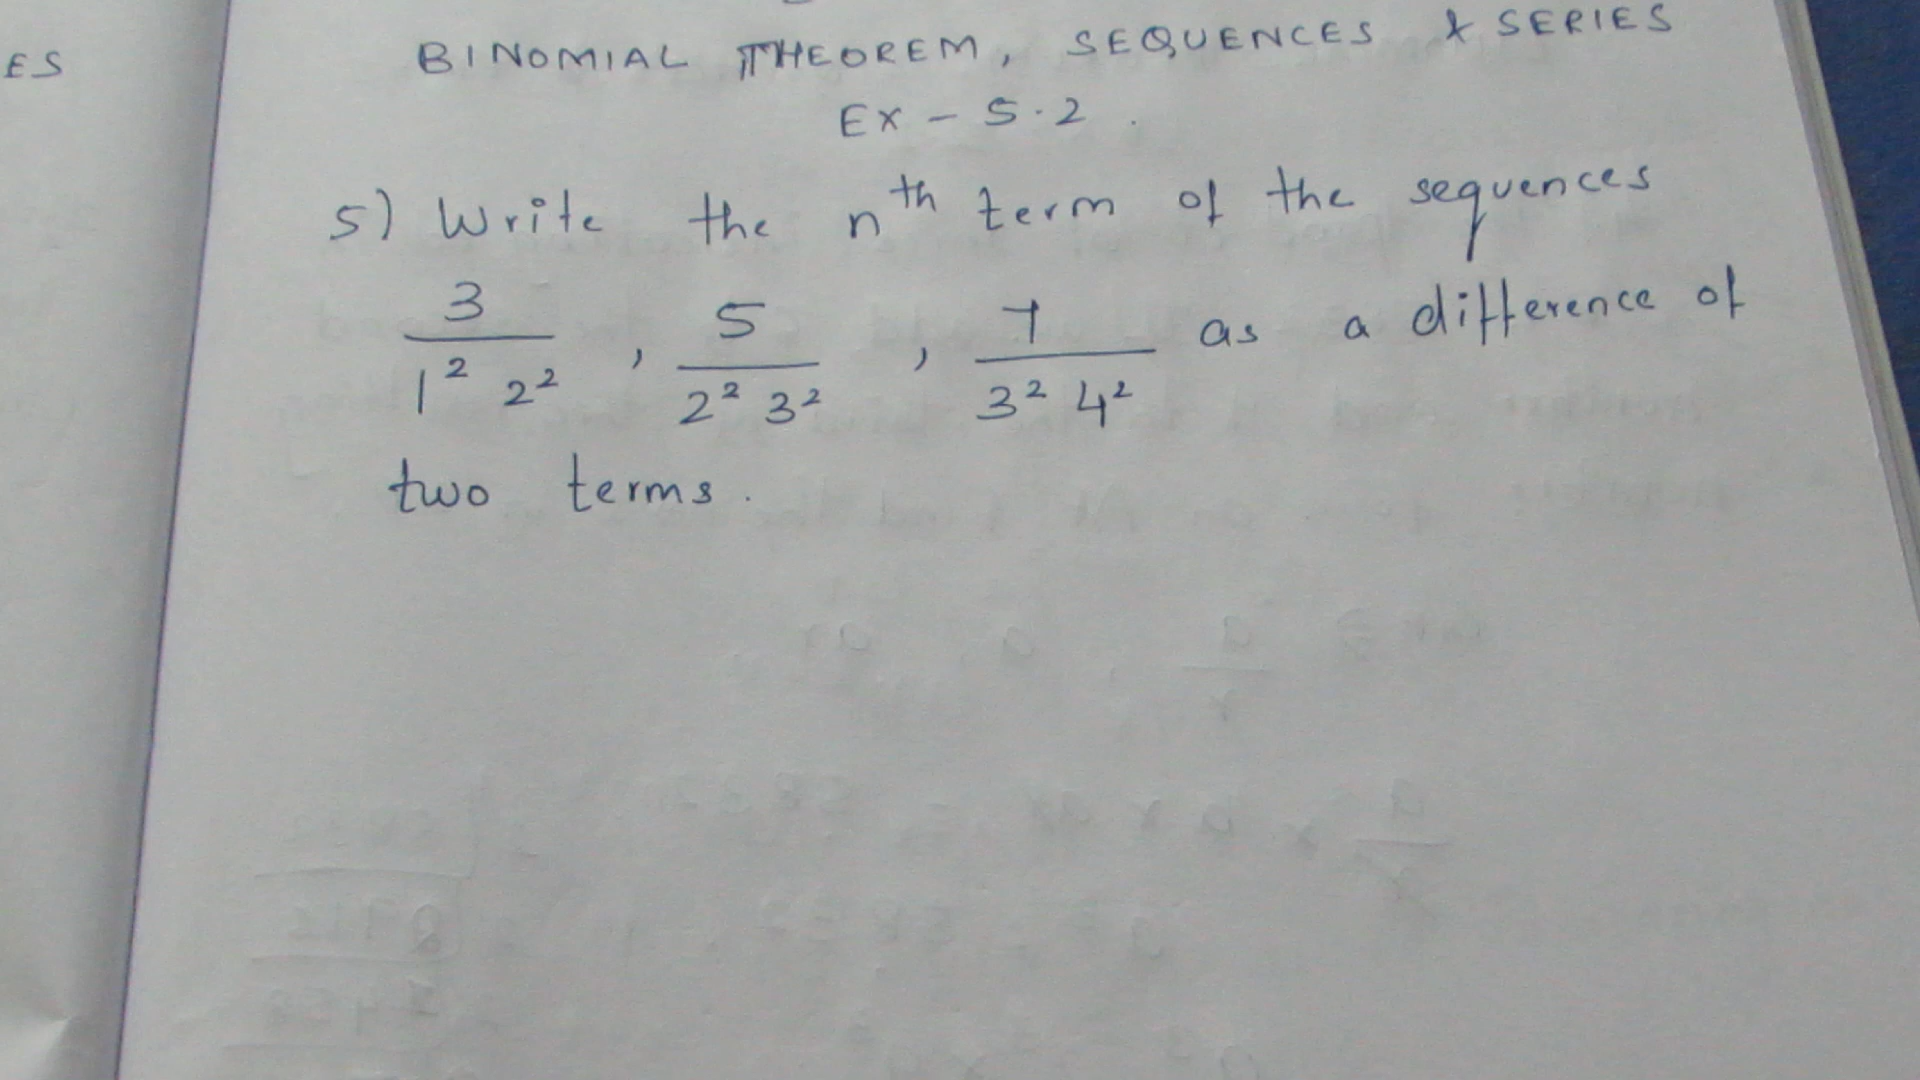 ES
BINOMIAL THEOREM, SEQUENCES & SERIES
Ex - 5.2.
5) Write the nth term of the sequences
3/1² 2², 5/2² 3², 7/3² 4² as a difference of
two terms.